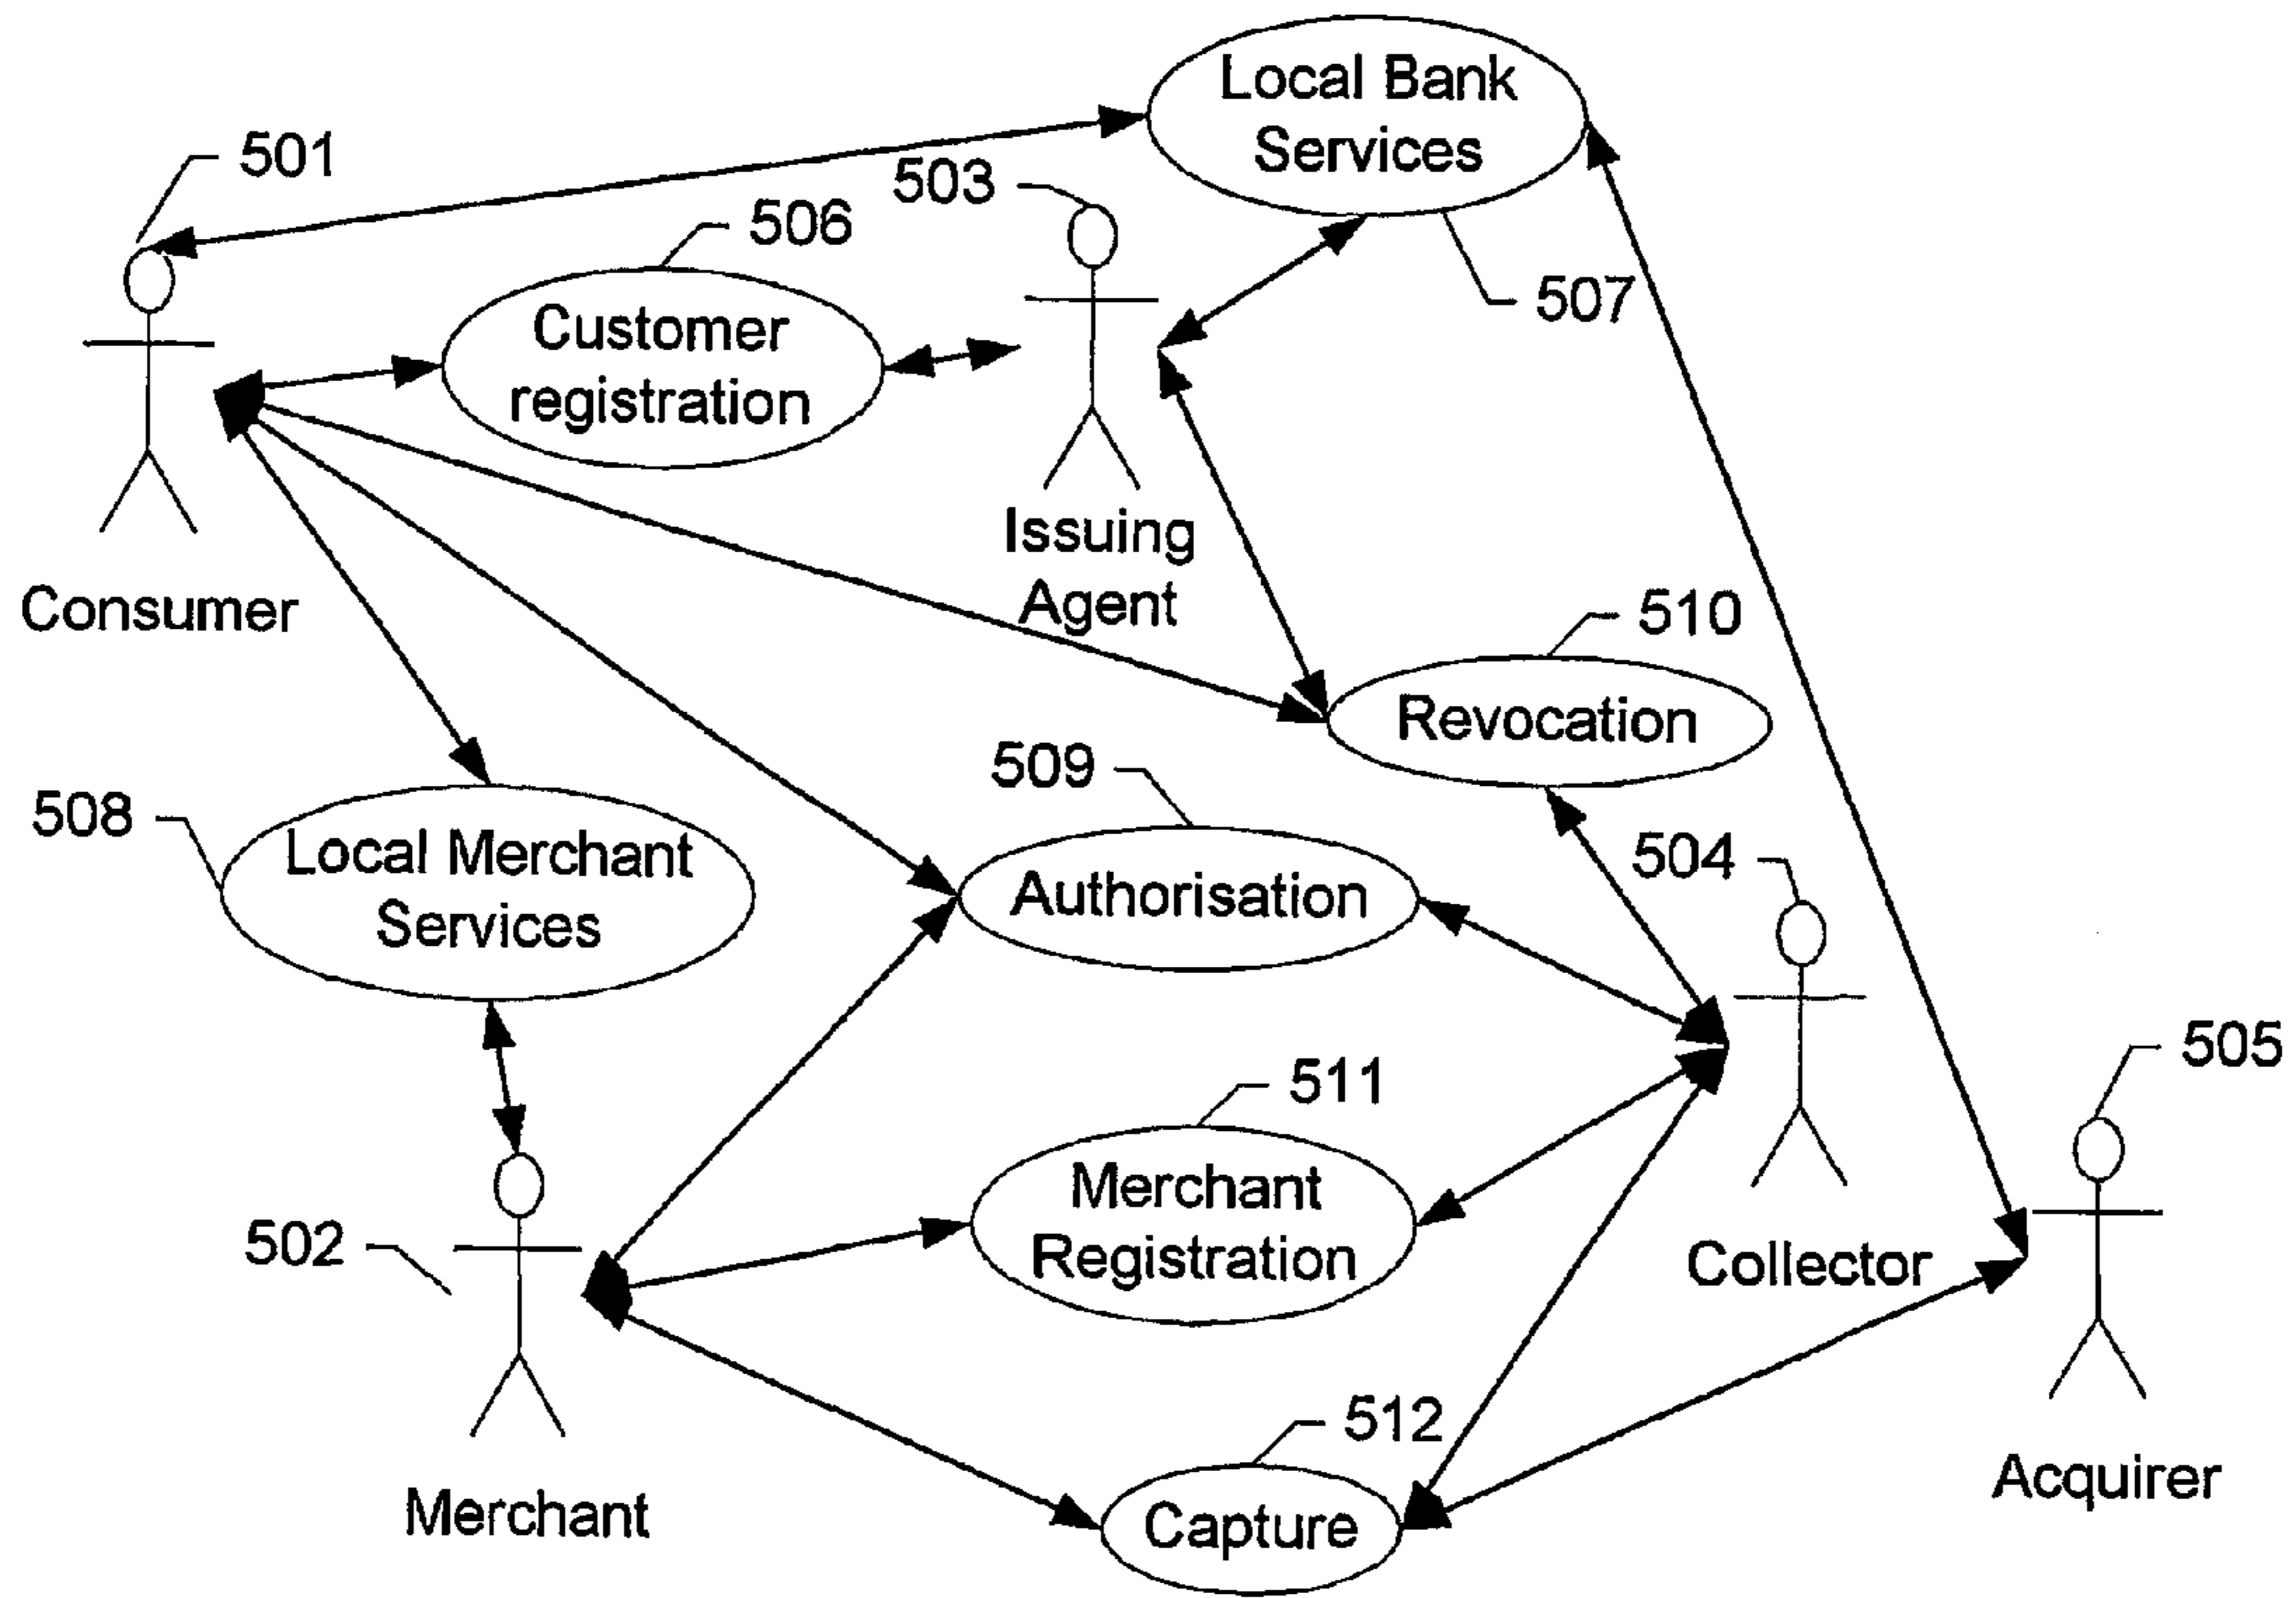 Local Bank
Services
501
503
506
507
Customer
registration
Issuing
Agent
Consumer
510
Revocation
509
508
504
Local Merchant
Services
Authorisation
505
511
Merchant
Registration
502
Collector
512
Acquirer
Merchant
Capture